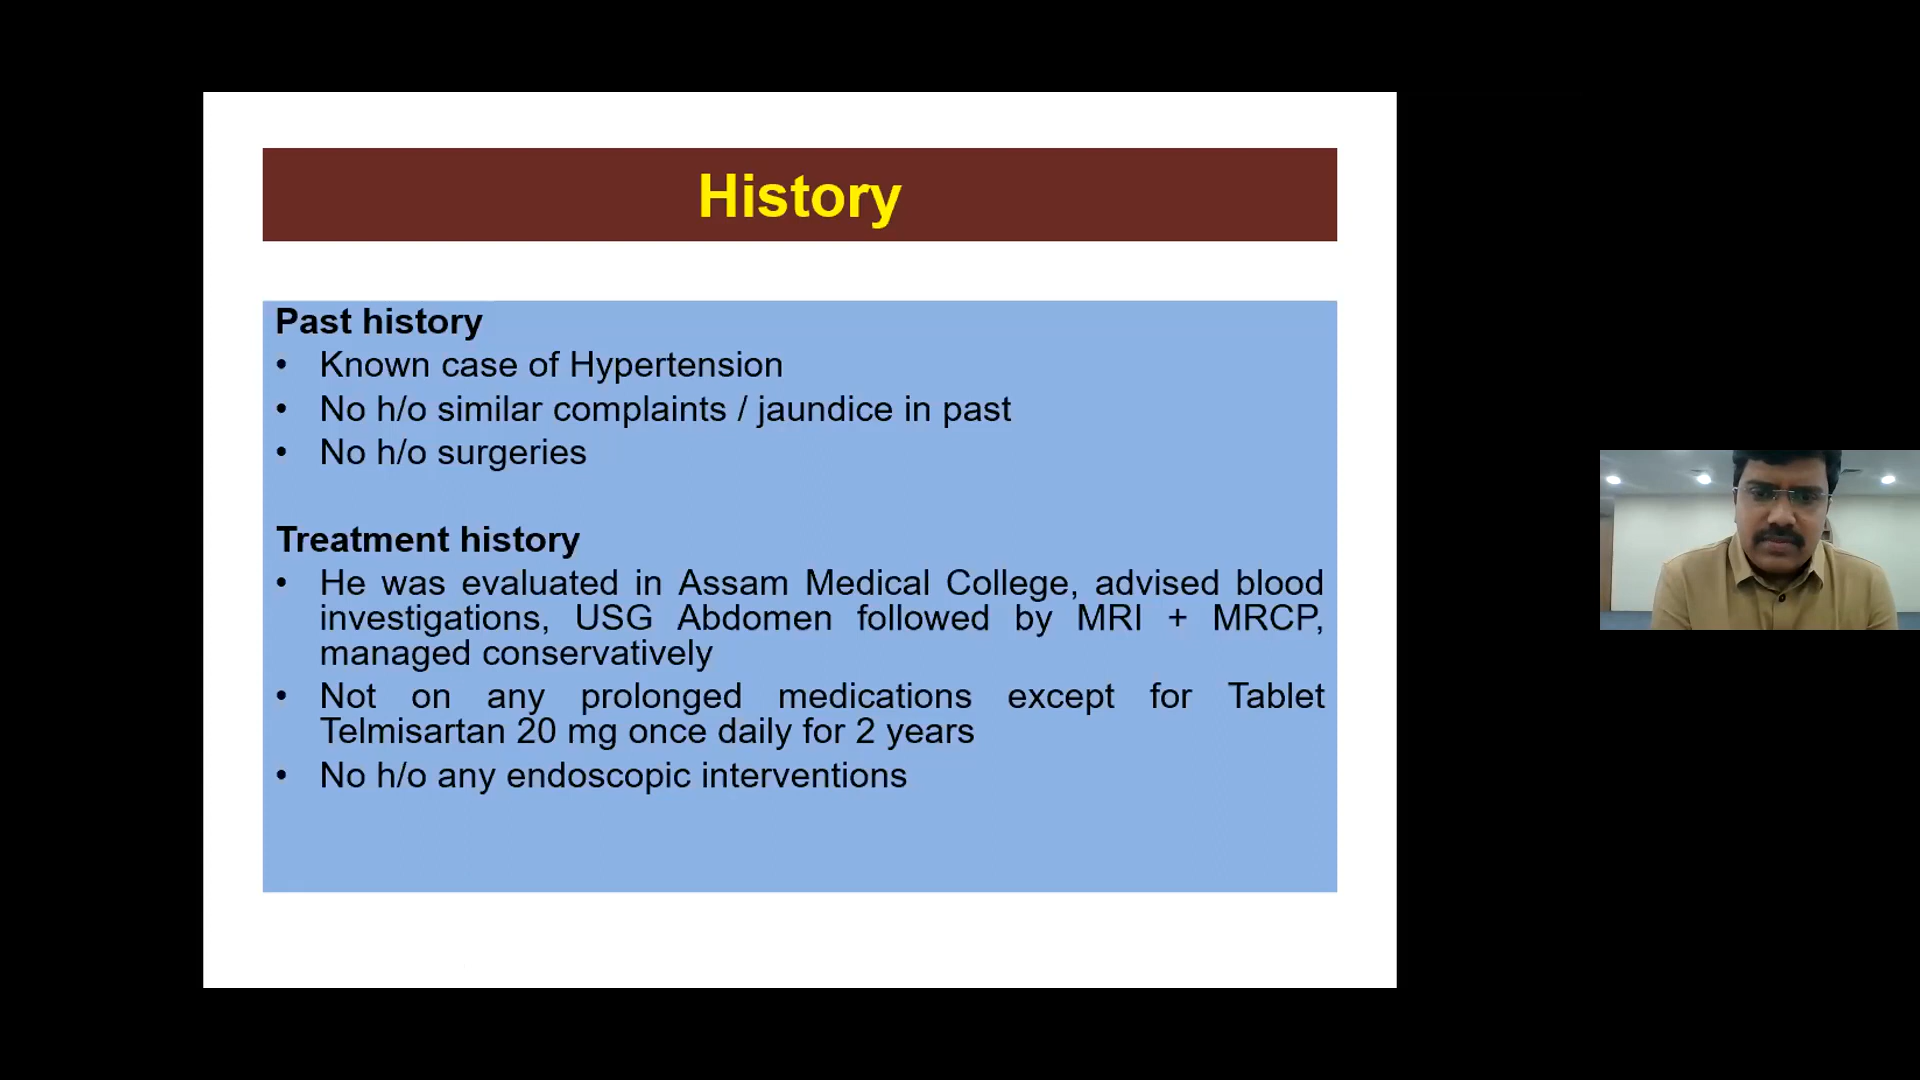 History
Past history
• Known case of Hypertension
• No h/o similar complaints / jaundice in past
• No h/o surgeries
Treatment history
• He was evaluated in Assam Medical College, advised blood
investigations, USG Abdomen followed by MRI + MRCP,
managed conservatively
• Not on any prolonged medications except for Tablet
Telmisartan 20 mg once daily for 2 years
• No h/o any endoscopic interventions